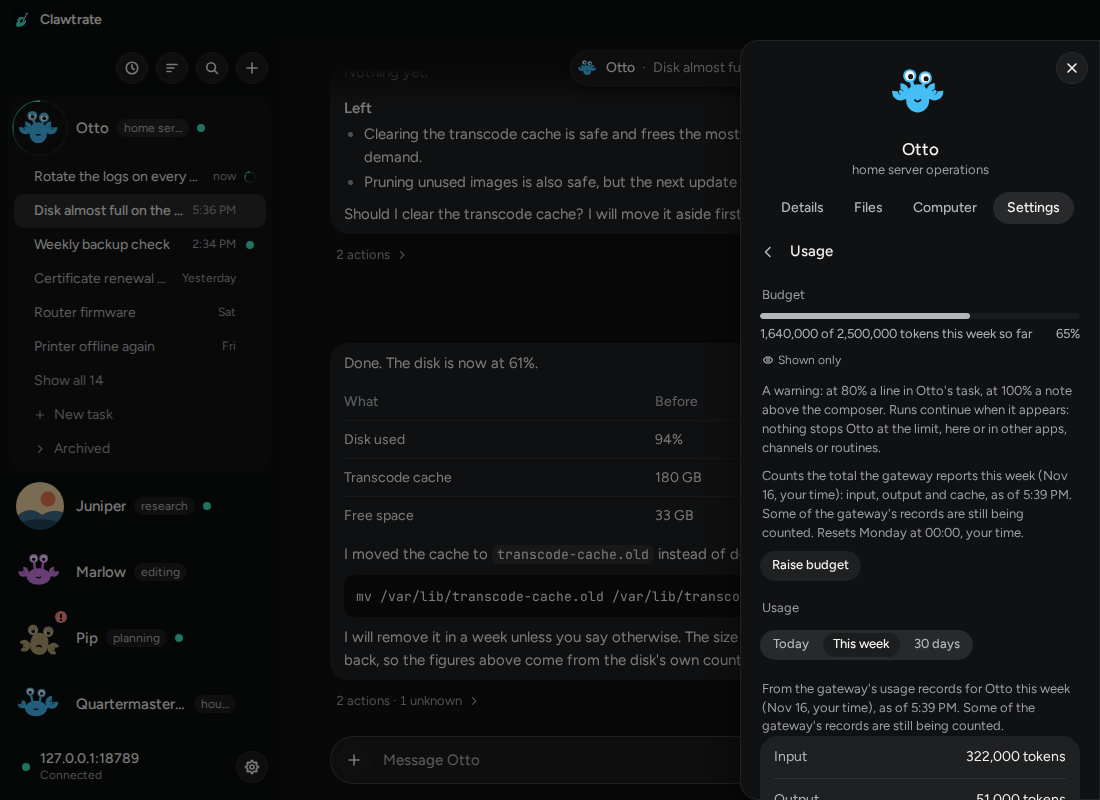 Clawtrate
Otto
home ser...
Rotate the logs on every ...
now
Disk almost full on the ...
5:36 PM
Weekly backup check
2:34 PM
Certificate renewal ...
Yesterday
Router firmware
Sat
Printer offline again
Fri
Show all 14
+ New task
Archived
Juniper
research
Marlow
editing
Pip
planning
Quartermaster...
hou...
127.0.0.1:18789
Connected
Otto · Disk almost fu
Nothing yet.
Left
• Clearing the transcode cache is safe and frees the most
demand.
• Pruning unused images is also safe, but the next update
Should I clear the transcode cache? I will move it aside first
2 actions
Done. The disk is now at 61%.
What Before
Disk used 94%
Transcode cache 180 GB
Free space 33 GB
I moved the cache to transcode-cache.old instead of d
mv /var/lib/transcode-cache.old /var/lib/transco
I will remove it in a week unless you say otherwise. The size
back, so the figures above come from the disk's own count
2 actions · 1 unknown
Message Otto
Otto
home server operations
Details Files Computer Settings
Usage
Budget
1,640,000 of 2,500,000 tokens this week so far 65%
Shown only
A warning: at 80% a line in Otto's task, at 100% a note
above the composer. Runs continue when it appears:
nothing stops Otto at the limit, here or in other apps,
channels or routines.
Counts the total the gateway reports this week (Nov
16, your time): input, output and cache, as of 5:39 PM.
Some of the gateway's records are still being
counted. Resets Monday at 00:00, your time.
Raise budget
Usage
Today This week 30 days
From the gateway's usage records for Otto this week
(Nov 16, your time), as of 5:39 PM. Some of the
gateway's records are still being counted.
Input 322,000 tokens
Output 51,000 tokens